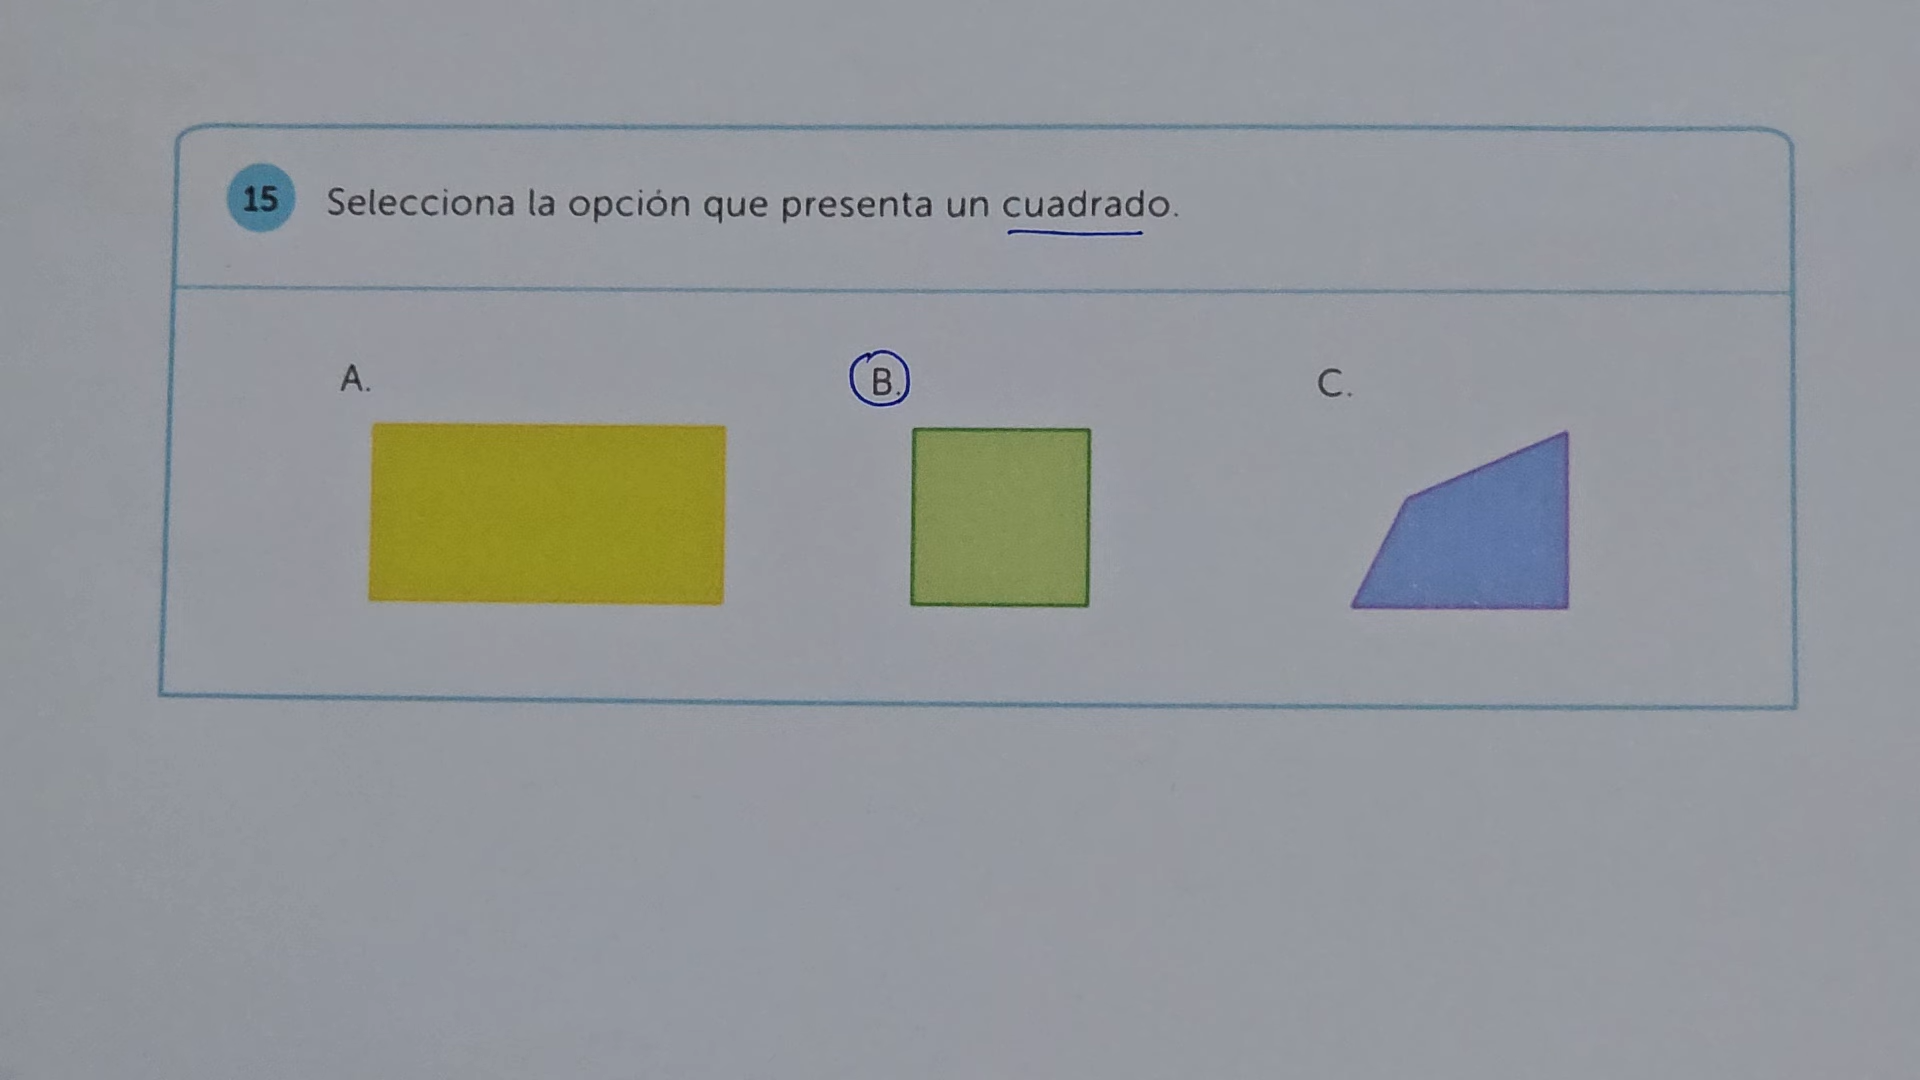 15 Selecciona la opción que presenta un cuadrado.
A. B. C.